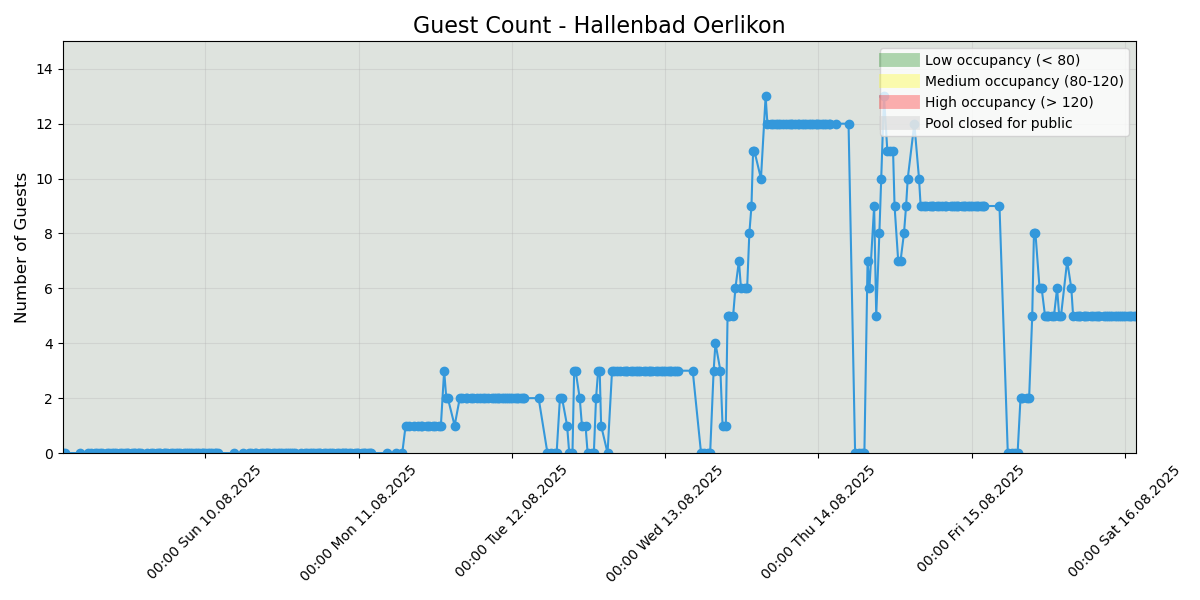 Guest Count - Hallenbad Oerlikon
Number of Guests
14
12
10
8
6
4
2
0
Low occupancy (< 80)
Medium occupancy (80-120)
High occupancy (> 120)
Pool closed for public
00:00 Sun 10.08.2025
00:00 Mon 11.08.2025
00:00 Tue 12.08.2025
00:00 Wed 13.08.2025
00:00 Thu 14.08.2025
00:00 Fri 15.08.2025
00:00 Sat 16.08.2025